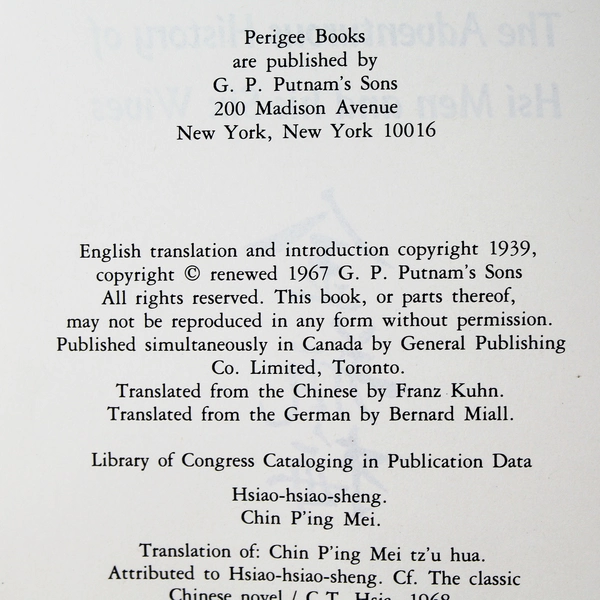 Perigee Books
are published by
G. P. Putnam's Sons
200 Madison Avenue
New York, New York 10016
English translation and introduction copyright 1939,
copyright © renewed 1967 G. P. Putnam's Sons
All rights reserved. This book, or parts thereof,
may not be reproduced in any form without permission.
Published simultaneously in Canada by General Publishing
Co. Limited, Toronto.
Translated from the Chinese by Franz Kuhn.
Translated from the German by Bernard Miall.
Library of Congress Cataloging in Publication Data
Hsiao-hsiao-sheng.
Chin P'ing Mei.
Translation of: Chin P'ing Mei tz'u hua.
Attributed to Hsiao-hsiao-sheng. Cf. The classic
Chinese novel / C.T. Hsia, 1968.